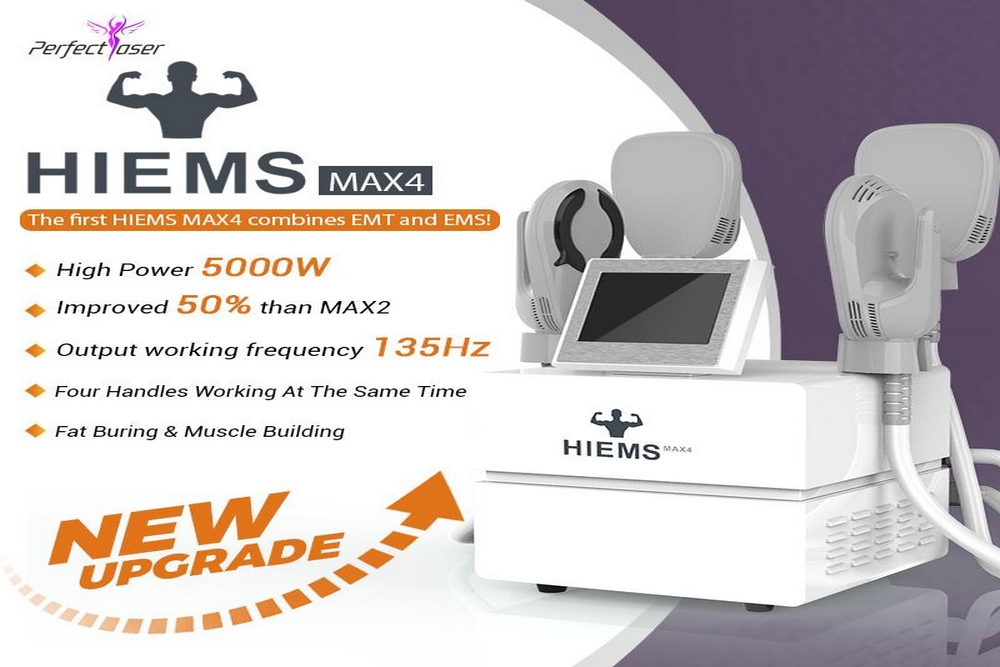 Perfect Laser
HIEMS MAX4
The first HIEMS MAX4 combines EMT and EMS!
High Power 5000W
Improved 50% than MAX2
Output working frequency 135Hz
Four Handles Working At The Same Time
Fat Buring & Muscle Building
NEW
UPGRADE
HIEMS MAX4